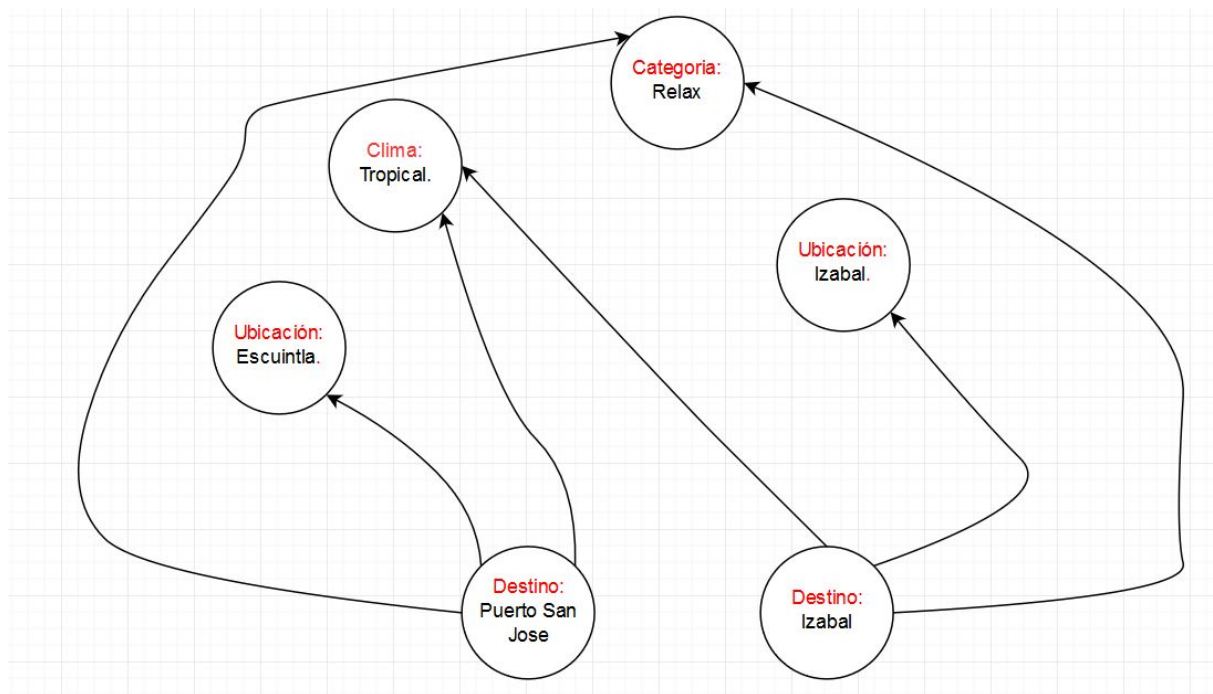 Categoria:
Relax
Clima:
Tropical.
Ubicación:
Izabal.
Ubicación:
Escuintla.
Destino:
Puerto San
Jose
Destino:
Izabal